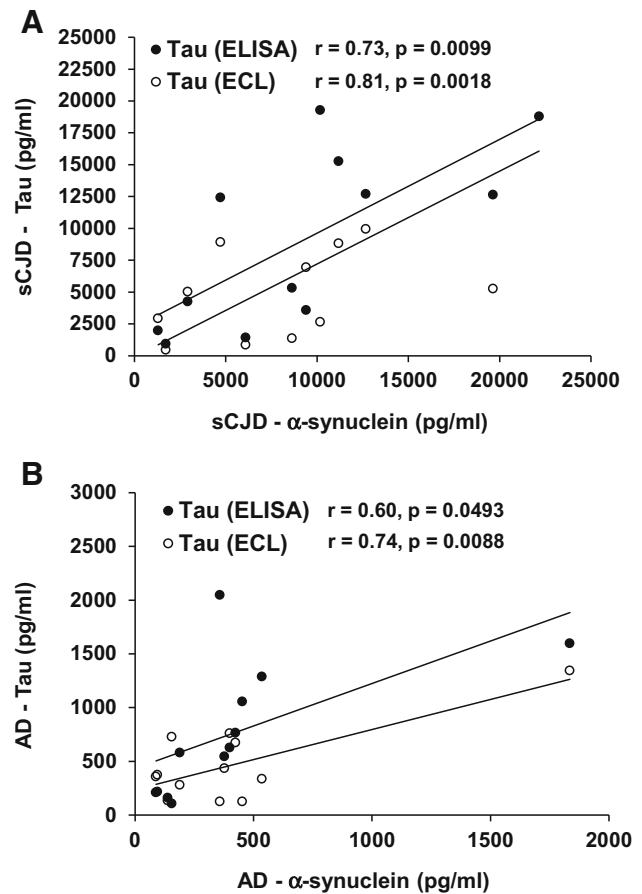 A
25000
22500
20000
17500
15000
12500
10000
7500
5000
2500
0
sCJD - Tau (pg/ml)
Tau (ELISA) r = 0.73, p = 0.0099
Tau (ECL) r = 0.81, p = 0.0018
0 5000 10000 15000 20000 25000
sCJD - α-synuclein (pg/ml)
B
3000
2500
2000
1500
1000
500
0
AD - Tau (pg/ml)
Tau (ELISA) r = 0.60, p = 0.0493
Tau (ECL) r = 0.74, p = 0.0088
0 500 1000 1500 2000
AD - α-synuclein (pg/ml)